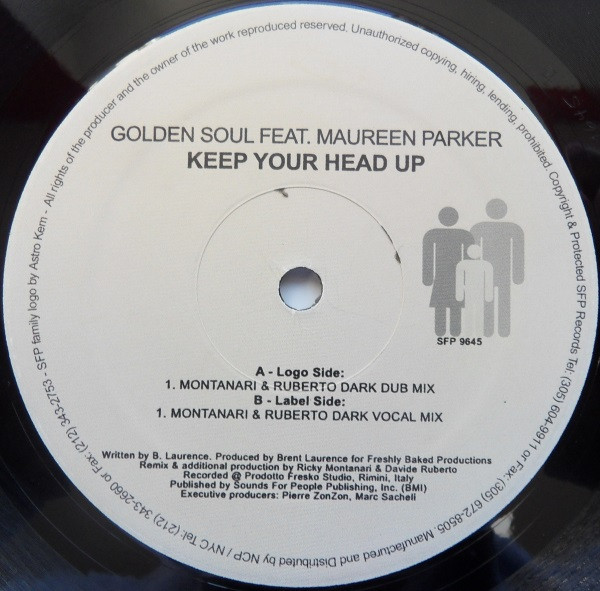 SFP family logo by Astro Kem - All rights of the producer and the owner of the work reproduced reserved. Unauthorized copying, hiring, lending, prohibited. Copyright & Protected SFP Records Tel: (305) 604-9911 or Fax: (305) 672-8505. Manufactured and Distributed by NCP / NYC Tel: (212) 343-2660 or Fax: (212) 343-2753 -
GOLDEN SOUL FEAT. MAUREEN PARKER
KEEP YOUR HEAD UP
SFP 9645
A - Logo Side:
1. MONTANARI & RUBERTO DARK DUB MIX
B - Label Side:
1. MONTANARI & RUBERTO DARK VOCAL MIX
Written by B. Laurence. Produced by Brent Laurence for Freshly Baked Productions
Remix & additional production by Ricky Montanari & Davide Ruberto
Recorded @ Prodotto Fresko Studio, Rimini, Italy
Published by Sounds For People Publishing, Inc. (BMI)
Executive producers: Pierre ZonZon, Marc Sacheli